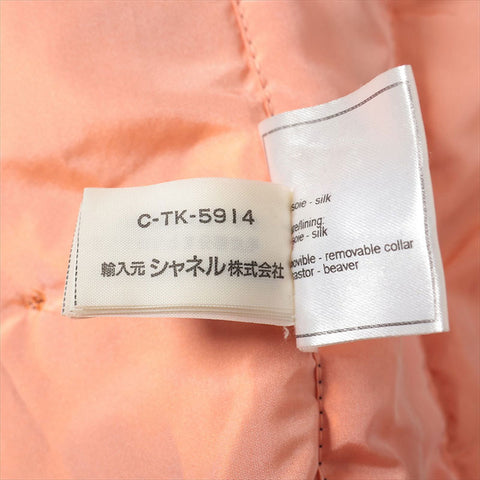 C-TK-5914
輸入元 シャネル株式会社
soie - silk
/lining:
soie - silk
movible - removable collar
castor - beaver